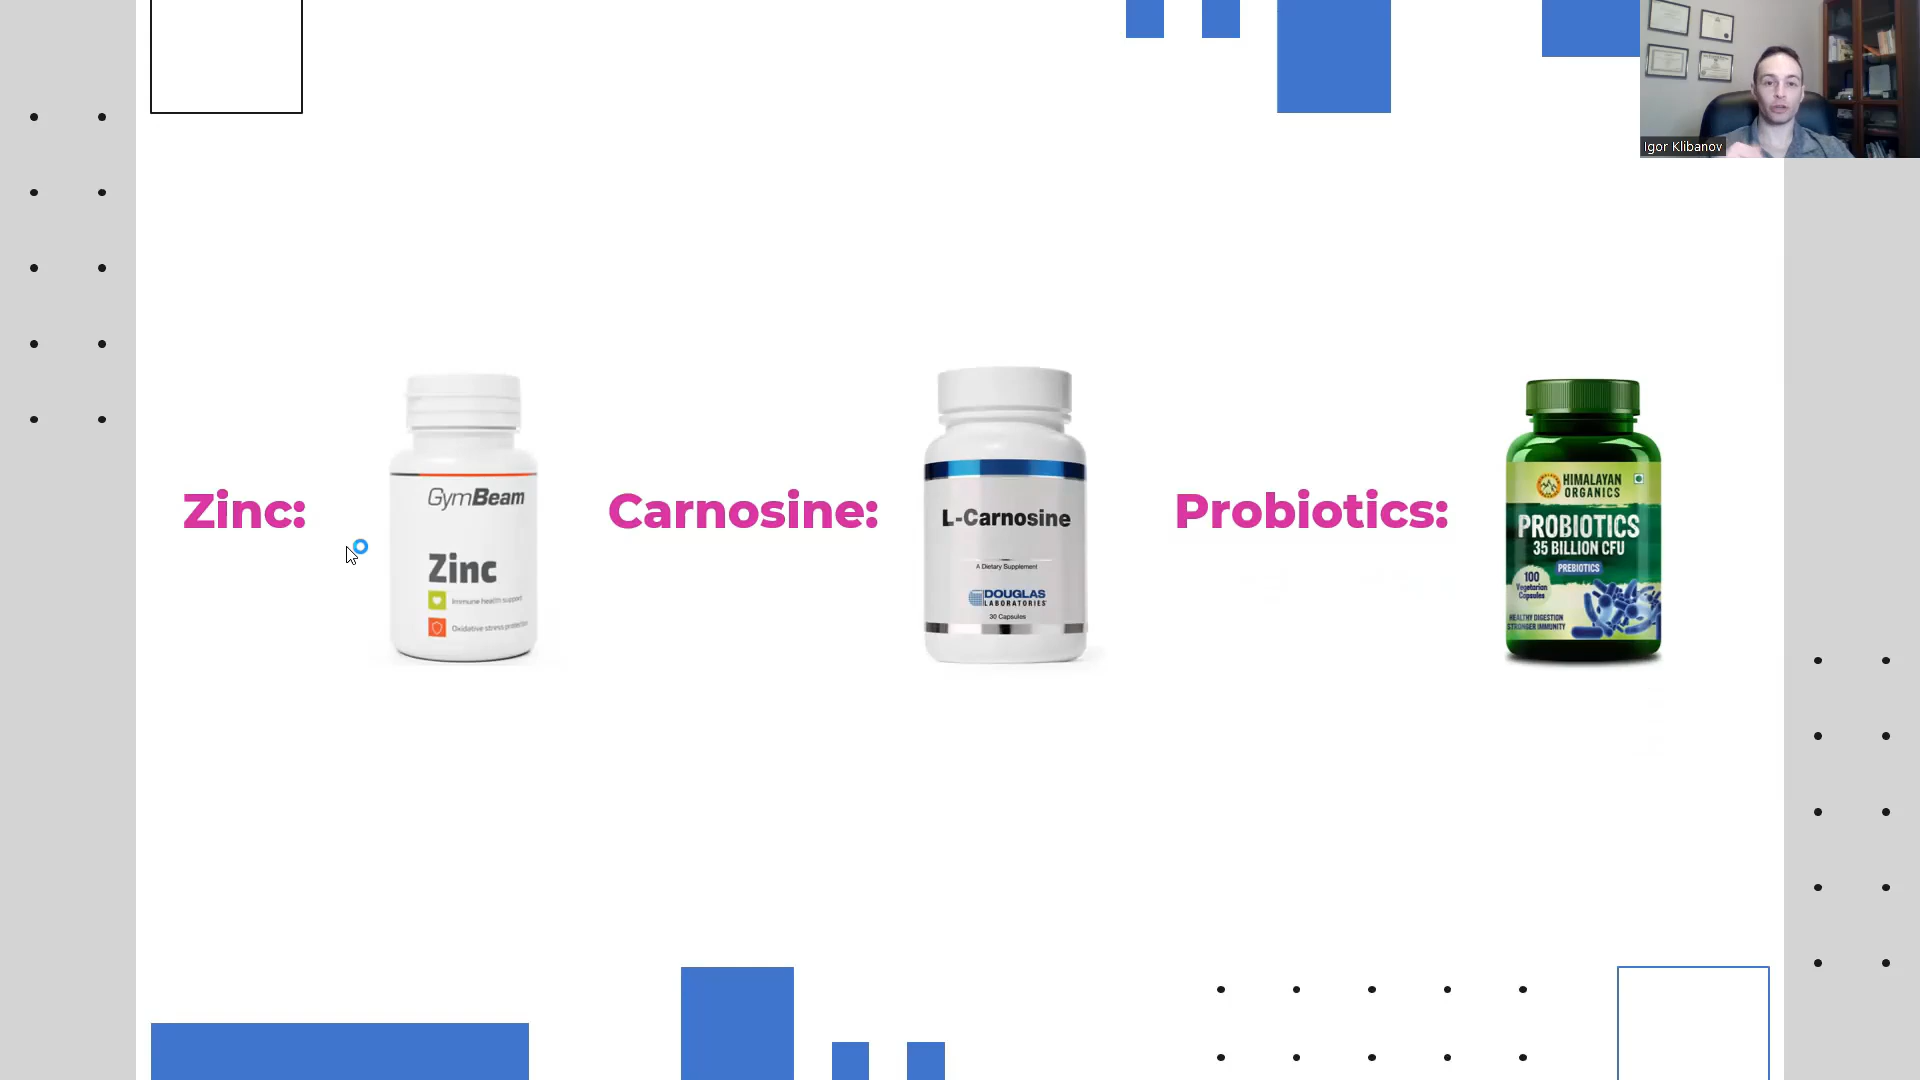 Igor Klibanov
Zinc:
GymBeam
Zinc
Immune health support
Oxidative stress protection
Carnosine:
L-Carnosine
A Dietary Supplement
DOUGLAS
LABORATORIES
30 Capsules
Probiotics:
HIMALAYAN
ORGANICS
PROBIOTICS
35 BILLION CFU
PREBIOTICS
100
Vegetarian
Capsules
HEALTHY DIGESTION
STRONGER IMMUNITY